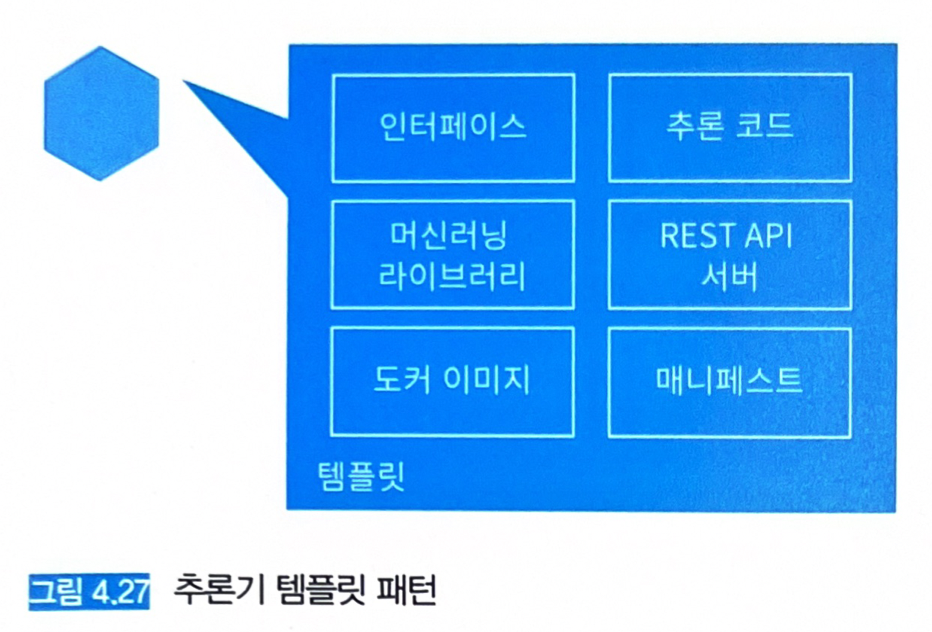 인터페이스
추론 코드
머신러닝
라이브러리
REST API
서버
도커 이미지
매니페스트
템플릿
그림 4.27 추론기 템플릿 패턴